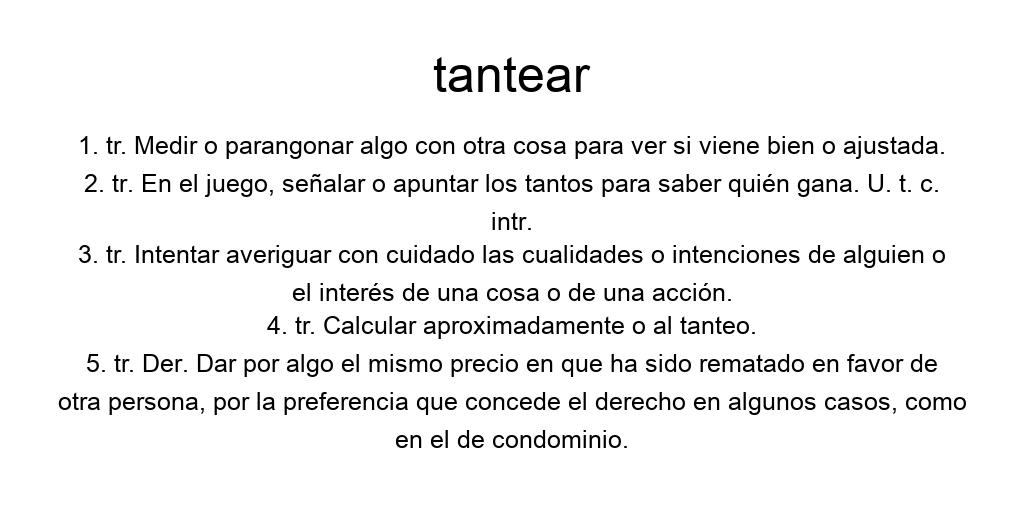 tantear
1. tr. Medir o parangonar algo con otra cosa para ver si viene bien o ajustada.
2. tr. En el juego, señalar o apuntar los tantos para saber quién gana. U. t. c.
intr.
3. tr. Intentar averiguar con cuidado las cualidades o intenciones de alguien o
el interés de una cosa o de una acción.
4. tr. Calcular aproximadamente o al tanteo.
5. tr. Der. Dar por algo el mismo precio en que ha sido rematado en favor de
otra persona, por la preferencia que concede el derecho en algunos casos, como
en el de condominio.